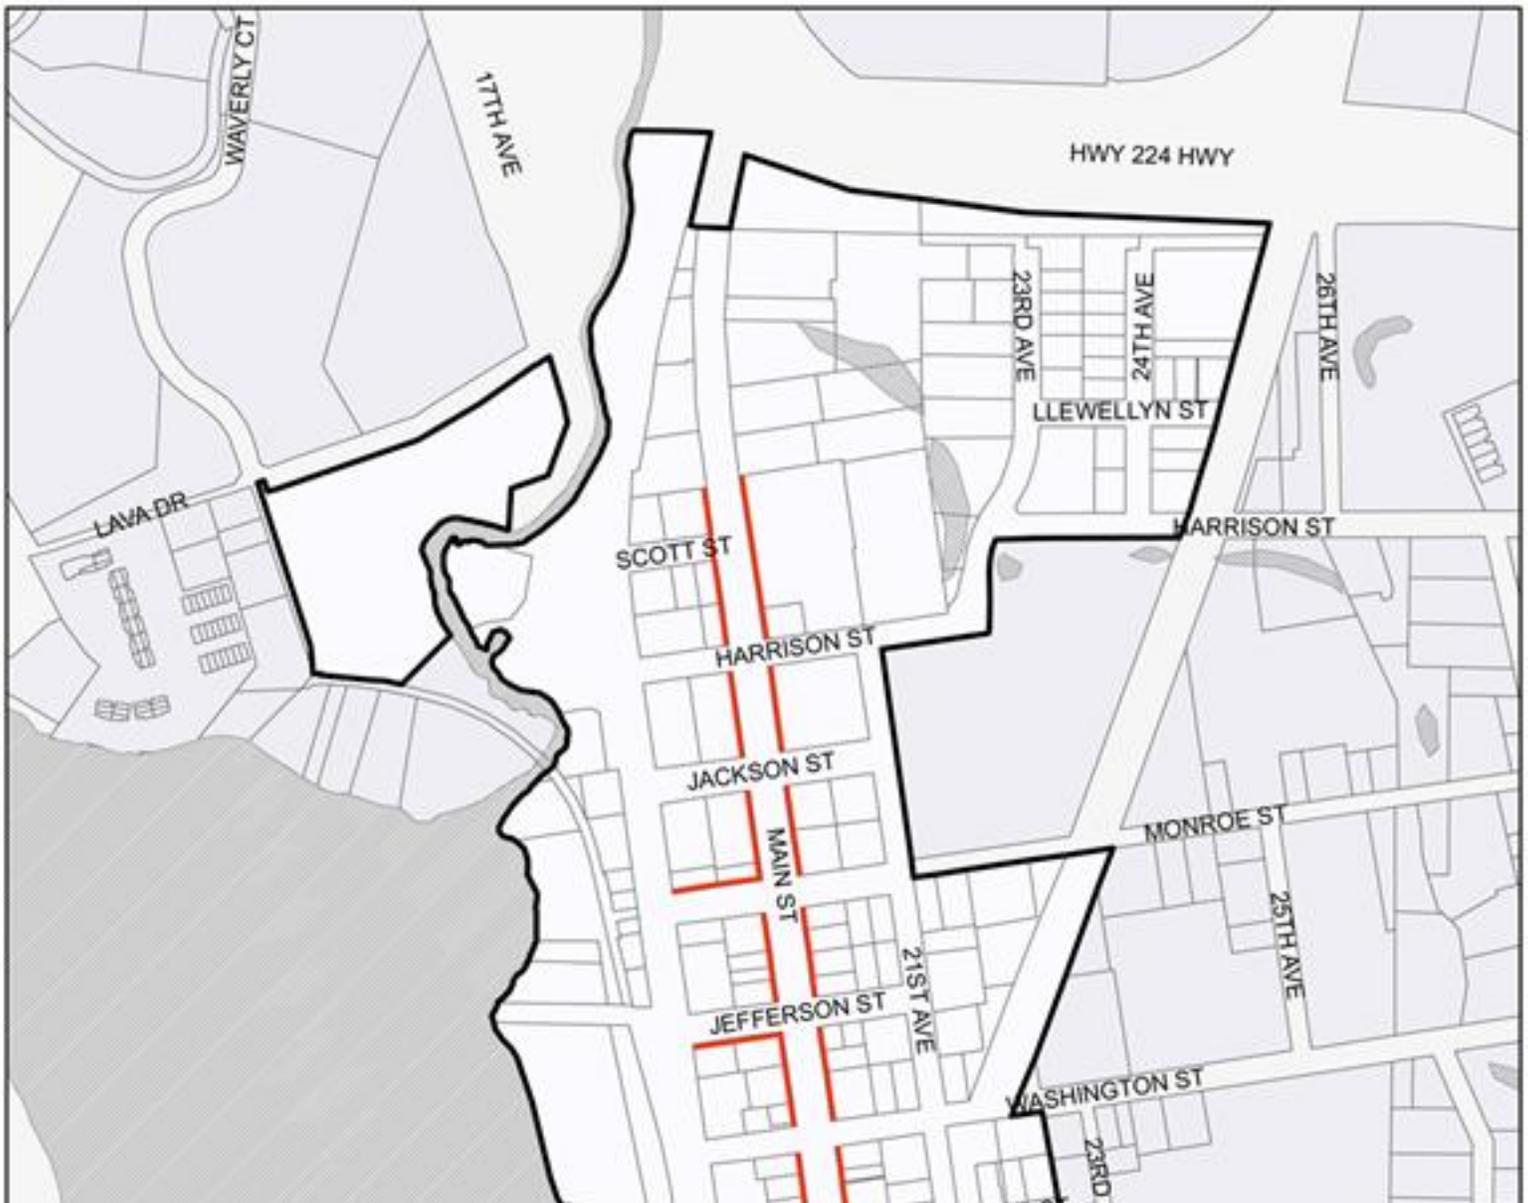 WAVERLY CT
17TH AVE
HWY 224 HWY
23RD AVE
24TH AVE
26TH AVE
LLEWELLYN ST
LAVA DR
HARRISON ST
SCOTT ST
HARRISON ST
JACKSON ST
MONROE ST
MAIN ST
25TH AVE
21ST AVE
JEFFERSON ST
WASHINGTON ST
23RD